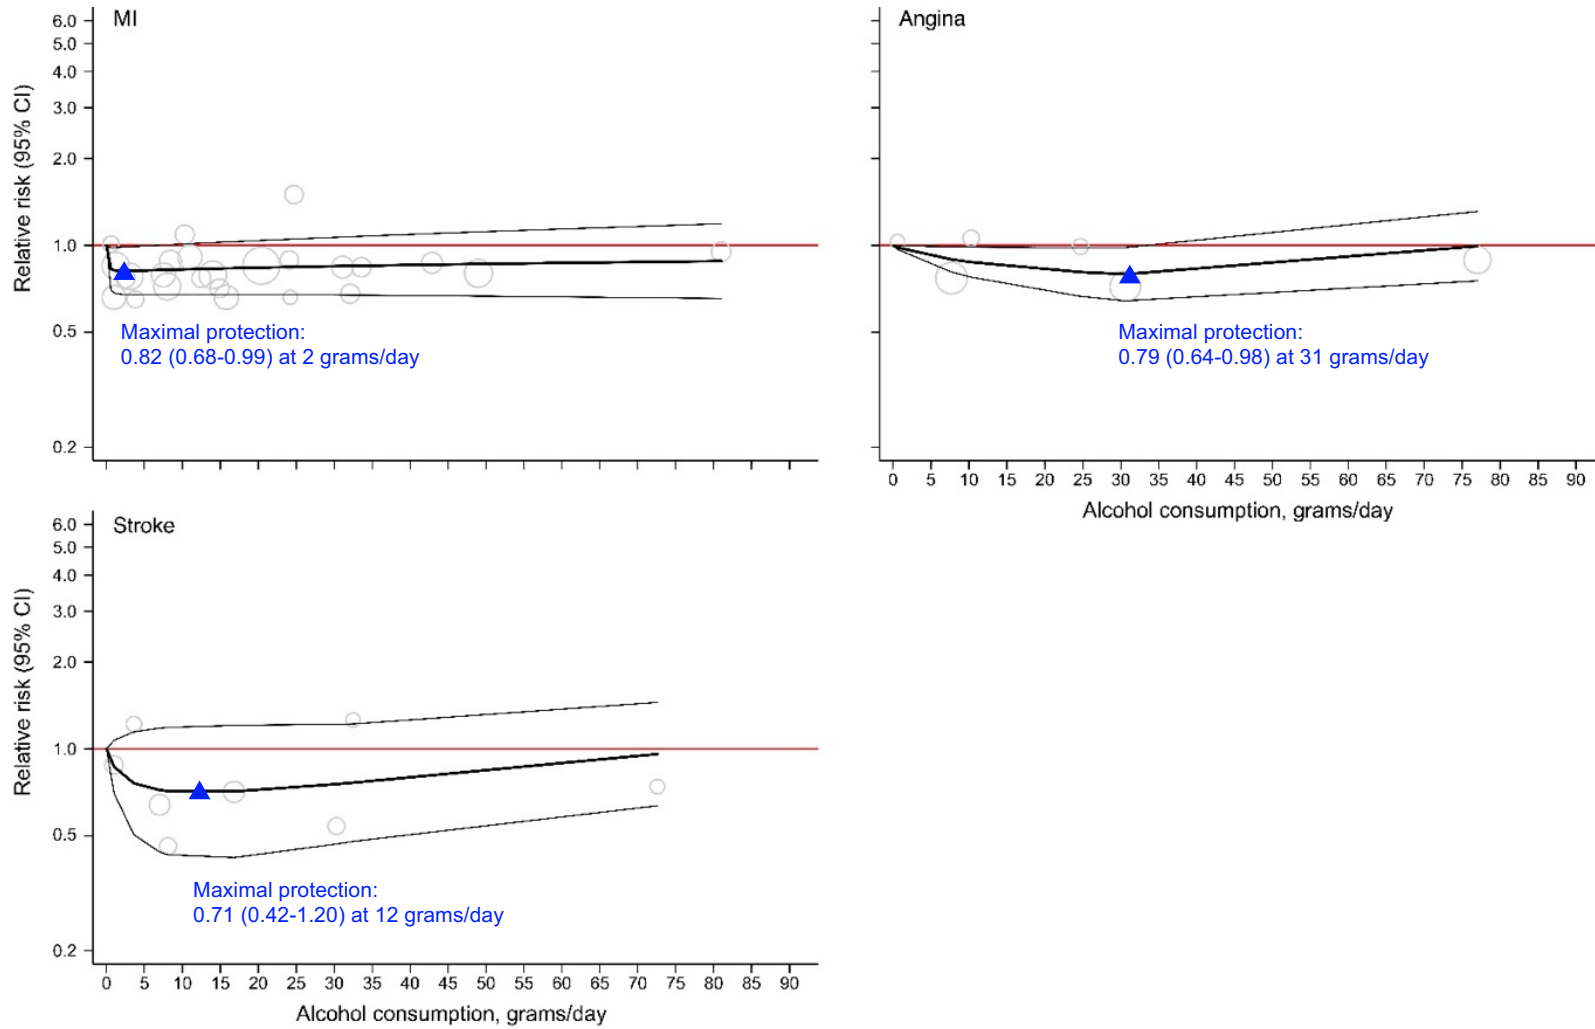 MI
6.0
5.0
4.0
3.0
2.0
1.0
0.5
0.2
Relative risk (95% CI)
Maximal protection:
0.82 (0.68-0.99) at 2 grams/day
Angina
Maximal protection:
0.79 (0.64-0.98) at 31 grams/day
0 5 10 15 20 25 30 35 40 45 50 55 60 65 70 75 80 85 90
Alcohol consumption, grams/day
Stroke
6.0
5.0
4.0
3.0
2.0
1.0
0.5
0.2
Relative risk (95% CI)
Maximal protection:
0.71 (0.42-1.20) at 12 grams/day
0 5 10 15 20 25 30 35 40 45 50 55 60 65 70 75 80 85 90
Alcohol consumption, grams/day